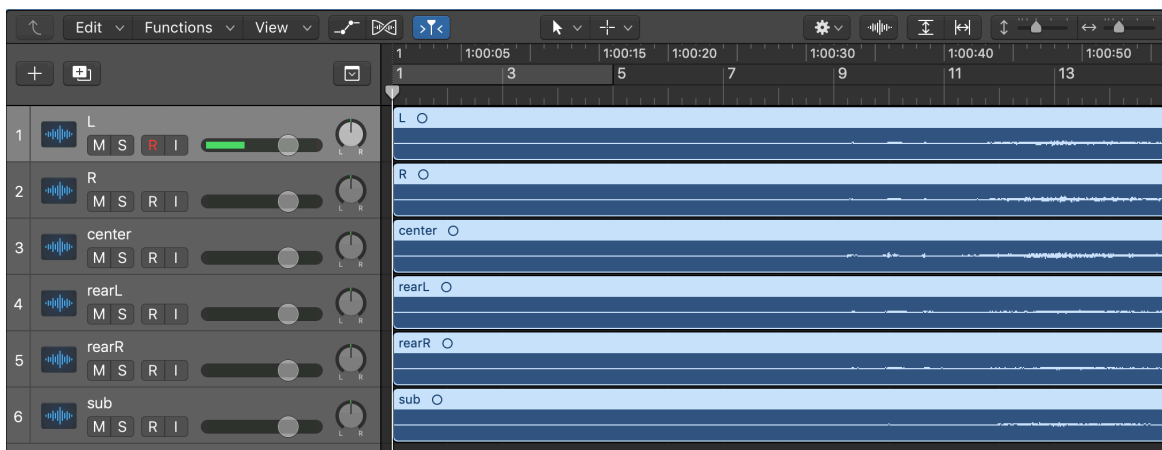 Edit Functions View
1 1:00:05 1:00:15 1:00:20 1:00:30 1:00:40 1:00:50
1 3 5 7 9 11 13
1 L
M S R I L R
L
2 R
M S R I L R
R
3 center
M S R I L R
center
4 rearL
M S R I L R
rearL
5 rearR
M S R I L R
rearR
6 sub
M S R I L R
sub